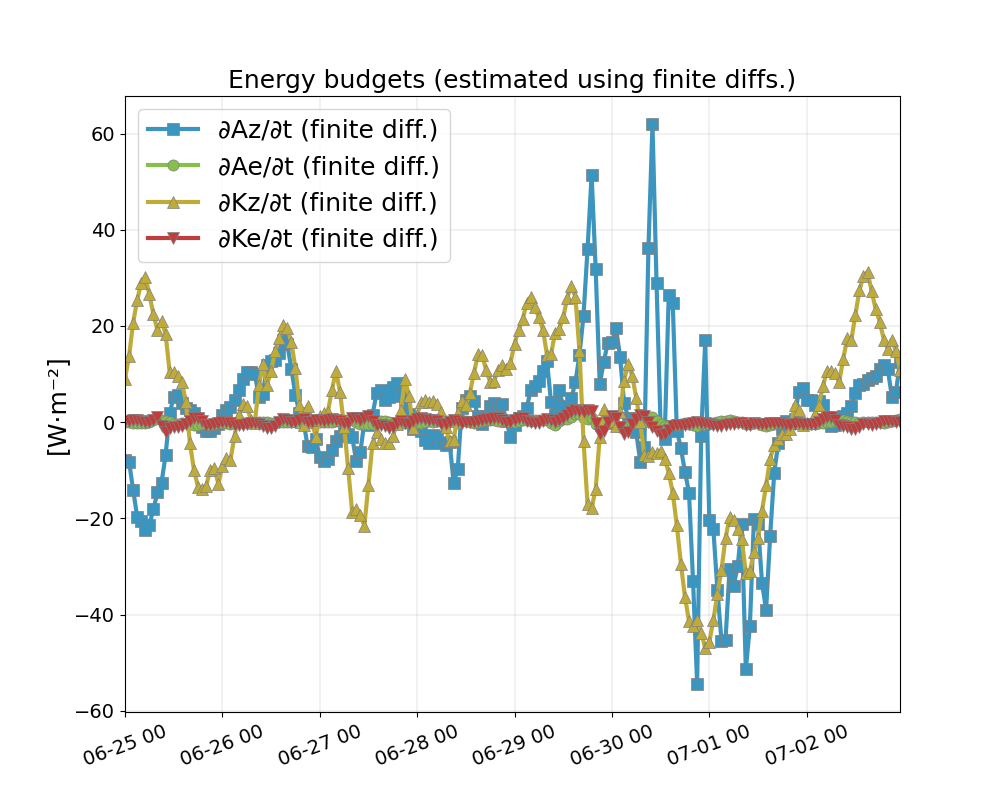 Energy budgets (estimated using finite diffs.)
∂Az/∂t (finite diff.)
∂Ae/∂t (finite diff.)
∂Kz/∂t (finite diff.)
∂Ke/∂t (finite diff.)
[W·m⁻²]
60
40
20
0
−20
−40
−60
06-25 00
06-26 00
06-27 00
06-28 00
06-29 00
06-30 00
07-01 00
07-02 00